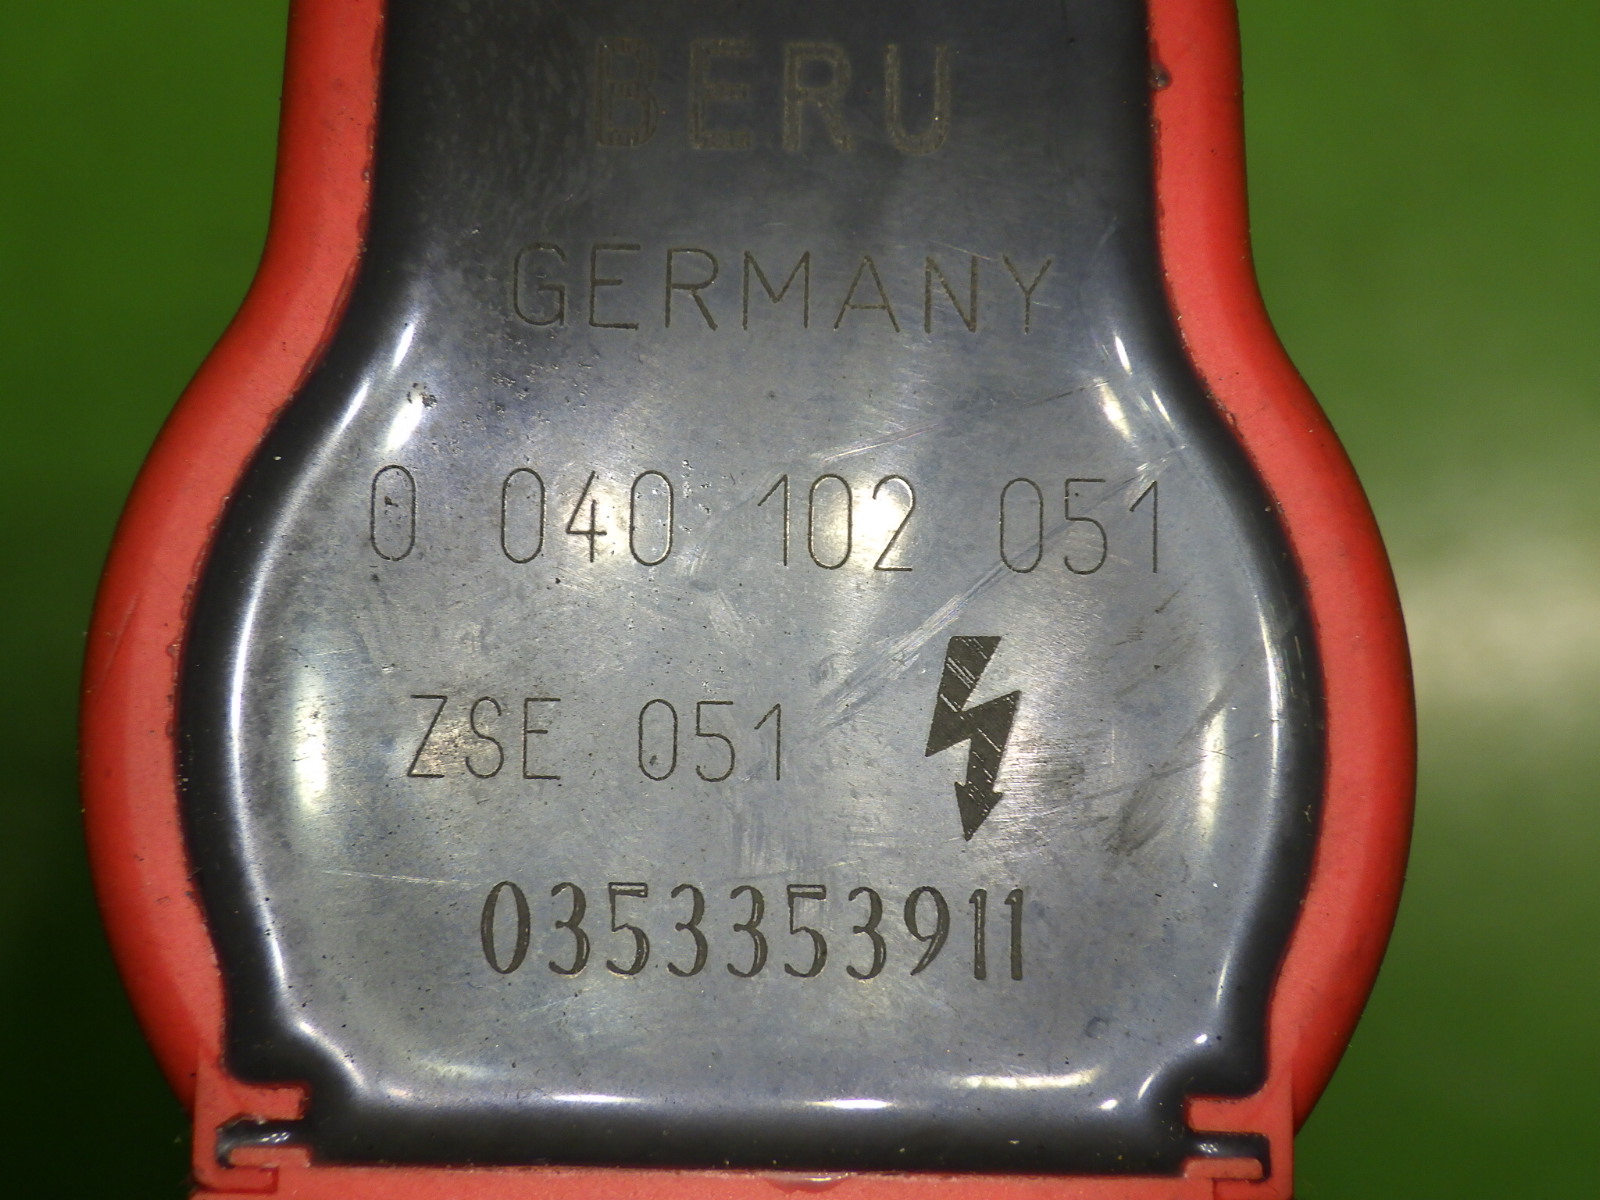 BERU
GERMANY
0 040 102 051
ZSE 051
0353353911